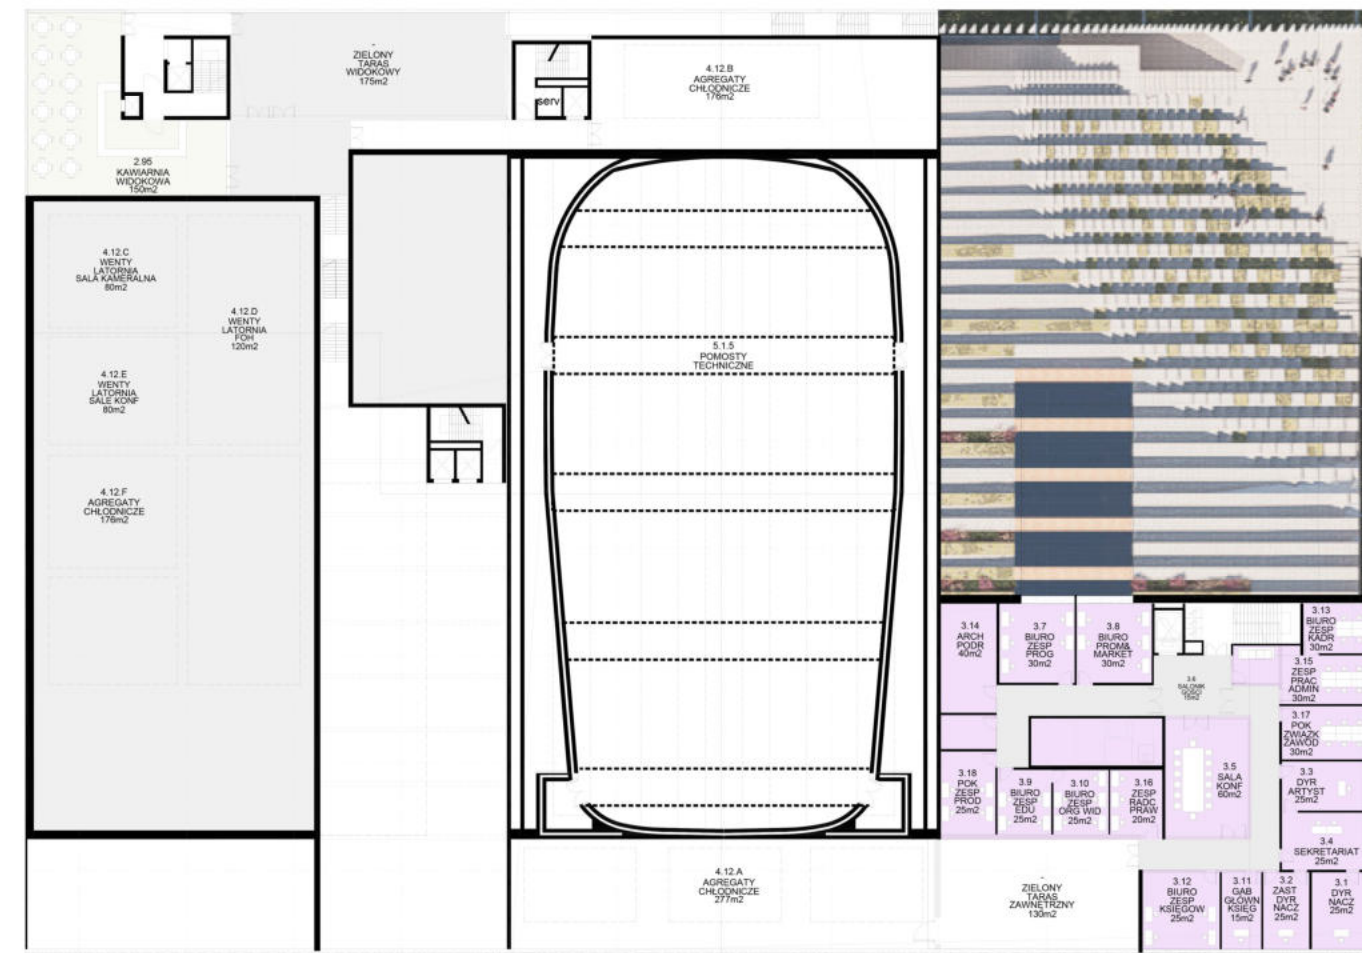 -
ZIELONY
TARAS
WIDOKOWY
175m2
serv
4.12.B
AGREGATY
CHŁODNICZE
176m2
2.95
KAWIARNIA
WIDOKOWA
150m2
4.12.C
WENTY
LATORNIA
SALA KAMERALNA
80m2
4.12.D
WENTY
LATORNIA
FOH
120m2
4.12.E
WENTY
LATORNIA
SALE KONF
80m2
4.12.F
AGREGATY
CHŁODNICZE
176m2
5.1.5
POMOSTY
TECHNICZNE
3.14
ARCH
PODR
40m2
3.7
BIURO
ZESP
PROG
30m2
3.8
BIURO
PROM&
MARKET
30m2
3.13
BIURO
ZESP
KADR
30m2
3.6
SALONIK
GOŚCI
15m2
3.15
ZESP
PRAC
ADMIN
30m2
3.17
POK
ZWIĄZK
ZAWOD
30m2
3.18
POK
ZESP
PROD
25m2
3.9
BIURO
ZESP
EDU
25m2
3.10
BIURO
ZESP
ORG WID
25m2
3.16
ZESP
RADC
PRAW
20m2
3.5
SALA
KONF
60m2
3.3
DYR
ARTYST
25m2
3.4
SEKRETARIAT
25m2
4.12.A
AGREGATY
CHŁODNICZE
277m2
-
ZIELONY
TARAS
ZAWNĘTRZNY
130m2
3.12
BIURO
ZESP
KSIĘGOW
25m2
3.11
GAB
GŁOWN
KSIĘG
15m2
3.2
ZAST
DYR
NACZ
25m2
3.1
DYR
NACZ
25m2